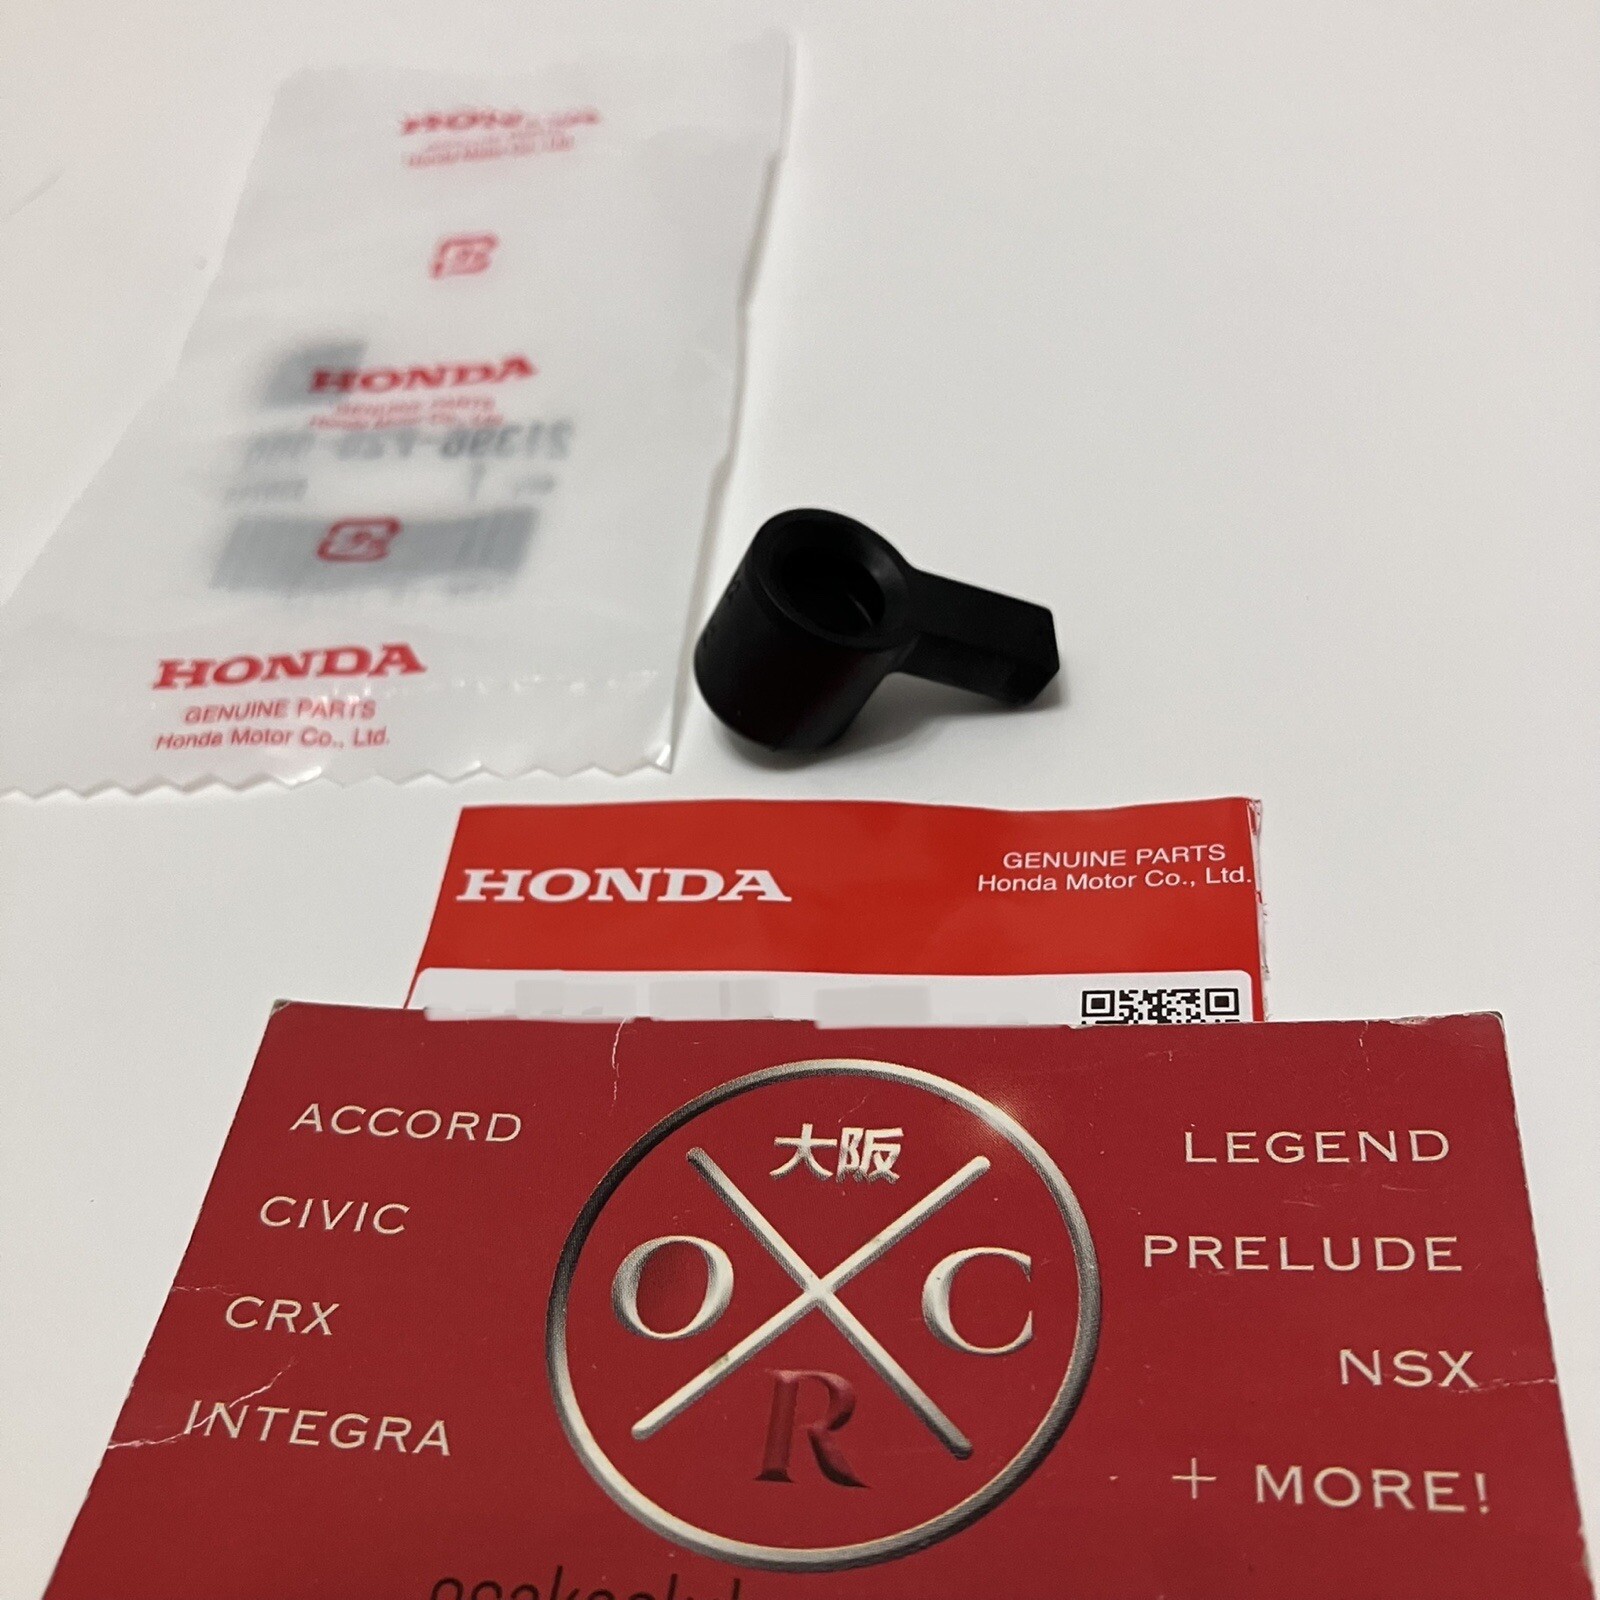 HONDA
HONDA
GENUINE PARTS
Honda Motor Co., Ltd.
HONDA
GENUINE PARTS
Honda Motor Co., Ltd.
ACCORD
CIVIC
CRX
INTEGRA
大阪
O C
R
LEGEND
PRELUDE
NSX
+ MORE!